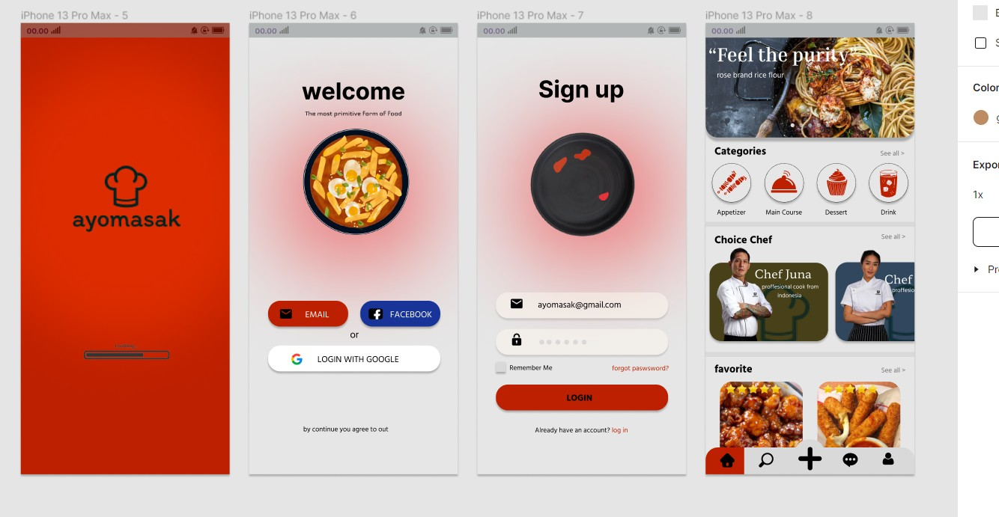 iPhone 13 Pro Max - 5
00.00
ayomasak
iPhone 13 Pro Max - 6
00.00
welcome
The most primitive form of food
EMAIL
FACEBOOK
or
LOGIN WITH GOOGLE
by continue you agree to out
iPhone 13 Pro Max - 7
00.00
Sign up
ayomasak@gmail.com
Remember Me
forgot paswsword?
LOGIN
Already have an account? log in
iPhone 13 Pro Max - 8
00.00
“Feel the purity”
rose brand rice flour
Categories
See all >
Appetizer
Main Course
Dessert
Drink
Choice Chef
See all >
Chef Juna
proffesional cook from
indonesia
Chef
proffesio
favorite
See all >
Color
Expor
1x
Pr